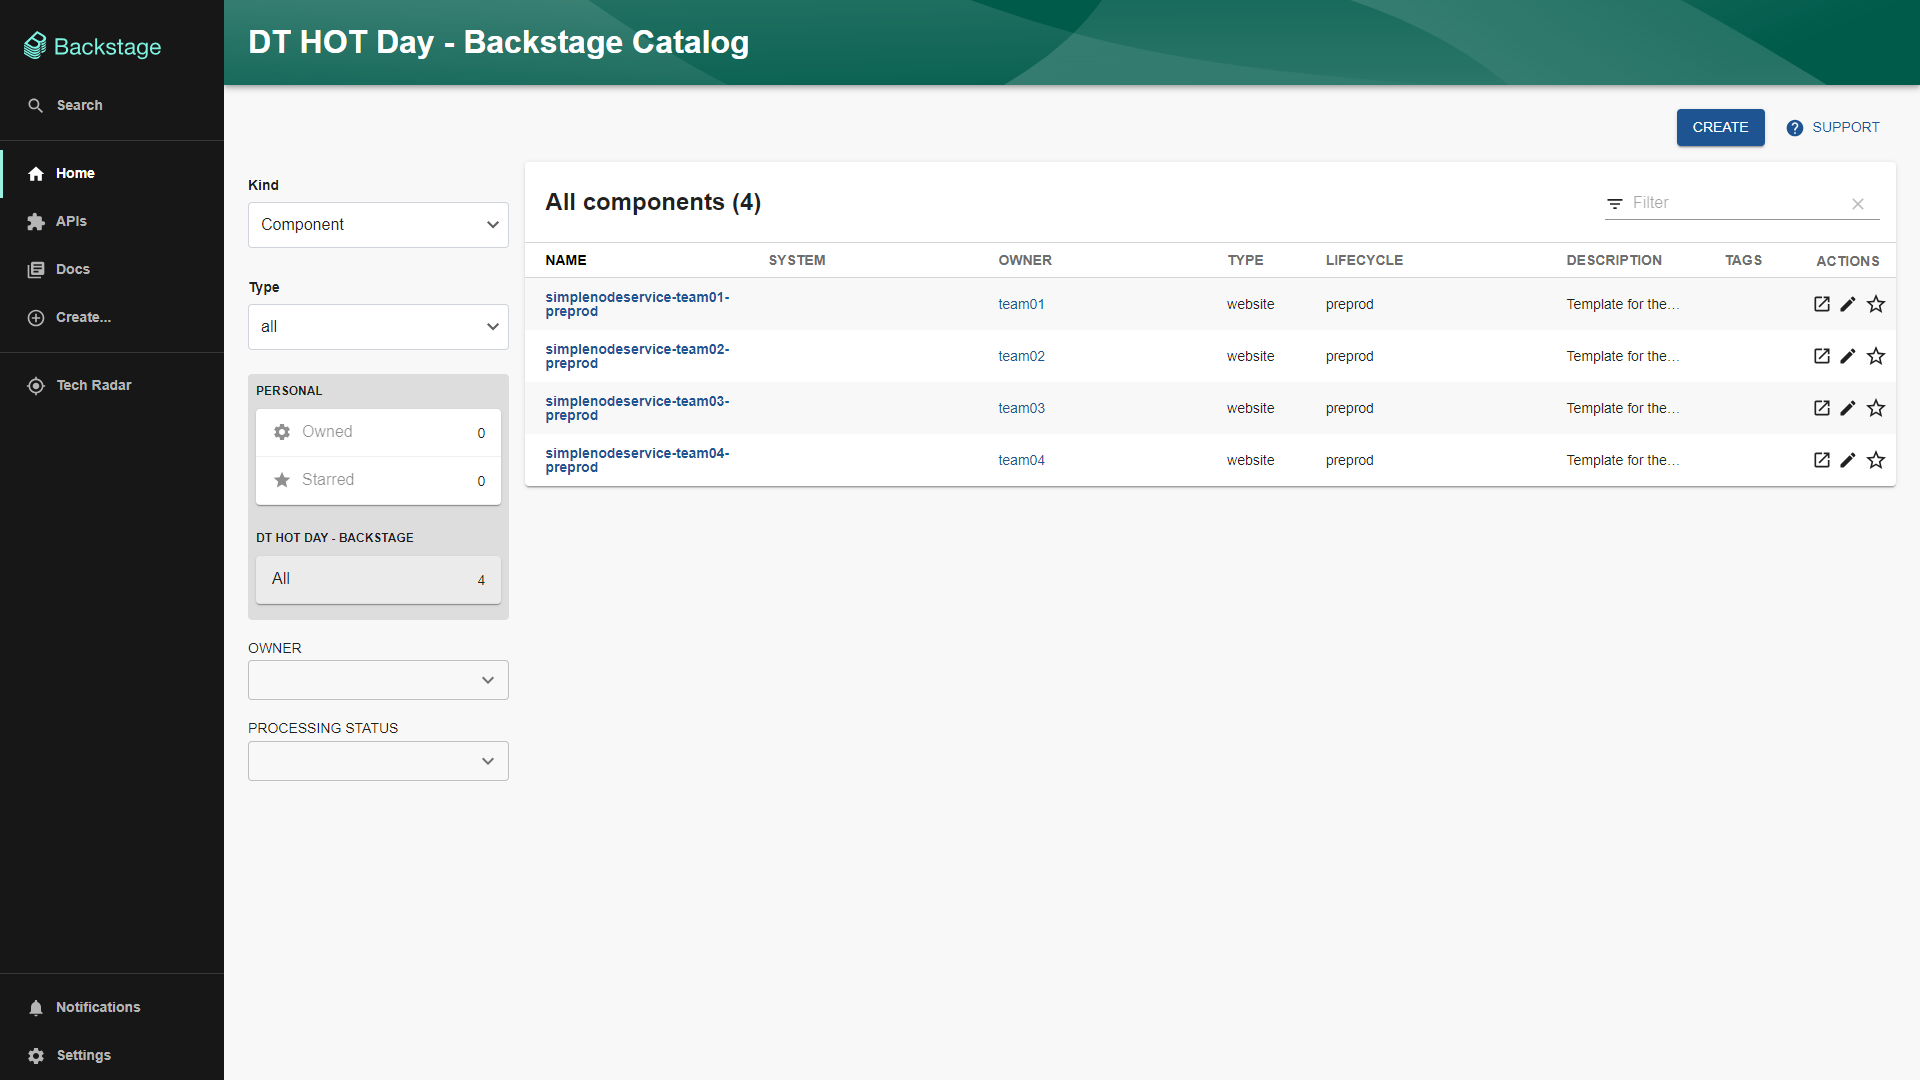 Backstage
Search
Home
APIs
Docs
Create...
Tech Radar
Notifications
Settings
DT HOT Day - Backstage Catalog
CREATE
SUPPORT
Kind
Component
Type
all
PERSONAL
Owned 0
Starred 0
DT HOT DAY - BACKSTAGE
All 4
OWNER
PROCESSING STATUS
All components (4)
Filter
NAME SYSTEM OWNER TYPE LIFECYCLE DESCRIPTION TAGS ACTIONS
simplenodeservice-team01-
preprod
team01 website preprod Template for the…
simplenodeservice-team02-
preprod
team02 website preprod Template for the…
simplenodeservice-team03-
preprod
team03 website preprod Template for the…
simplenodeservice-team04-
preprod
team04 website preprod Template for the…